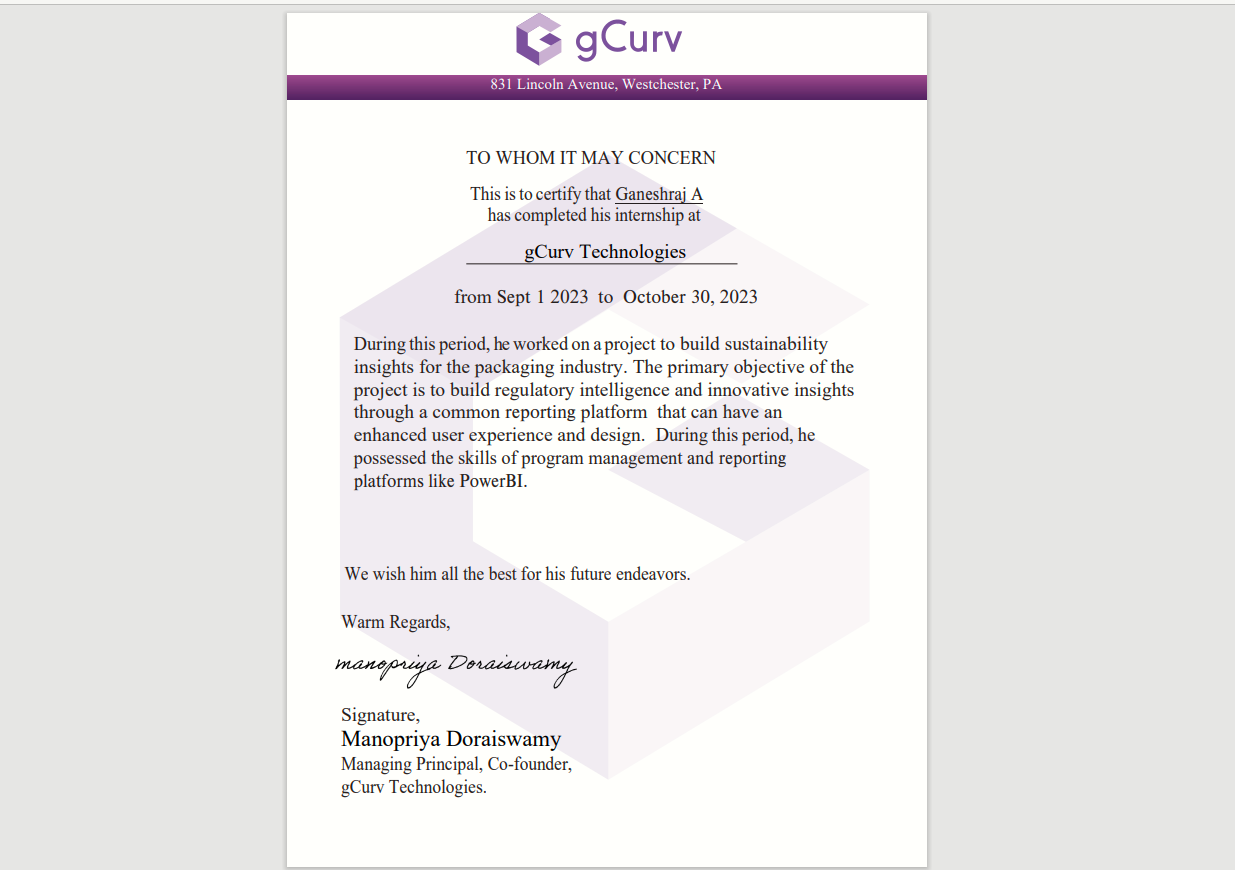 gCurv
831 Lincoln Avenue, Westchester, PA
TO WHOM IT MAY CONCERN
This is to certify that Ganeshraj A
has completed his internship at
gCurv Technologies
from Sept 1 2023 to October 30, 2023
During this period, he worked on a project to build sustainability
insights for the packaging industry. The primary objective of the
project is to build regulatory intelligence and innovative insights
through a common reporting platform that can have an
enhanced user experience and design. During this period, he
possessed the skills of program management and reporting
platforms like PowerBI.
We wish him all the best for his future endeavors.
Warm Regards,
manopriya Doraiswamy
Signature,
Manopriya Doraiswamy
Managing Principal, Co-founder,
gCurv Technologies.